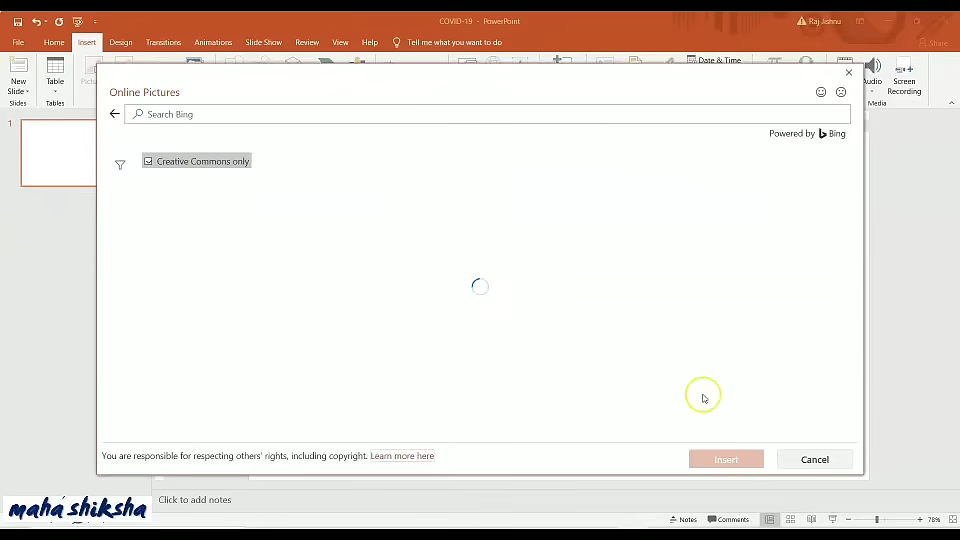 COVID-19 - PowerPoint
Raj Jishnu
File Home Insert Design Transitions Animations Slide Show Review View Help Tell me what you want to do
Share
New Slide
Table
Date & Time
Audio
Screen Recording
Slides
Tables
Media
Online Pictures
Search Bing
Powered by Bing
Creative Commons only
1
You are responsible for respecting others' rights, including copyright. Learn more here
Insert
Cancel
Click to add notes
maha shiksha
Notes Comments
78%